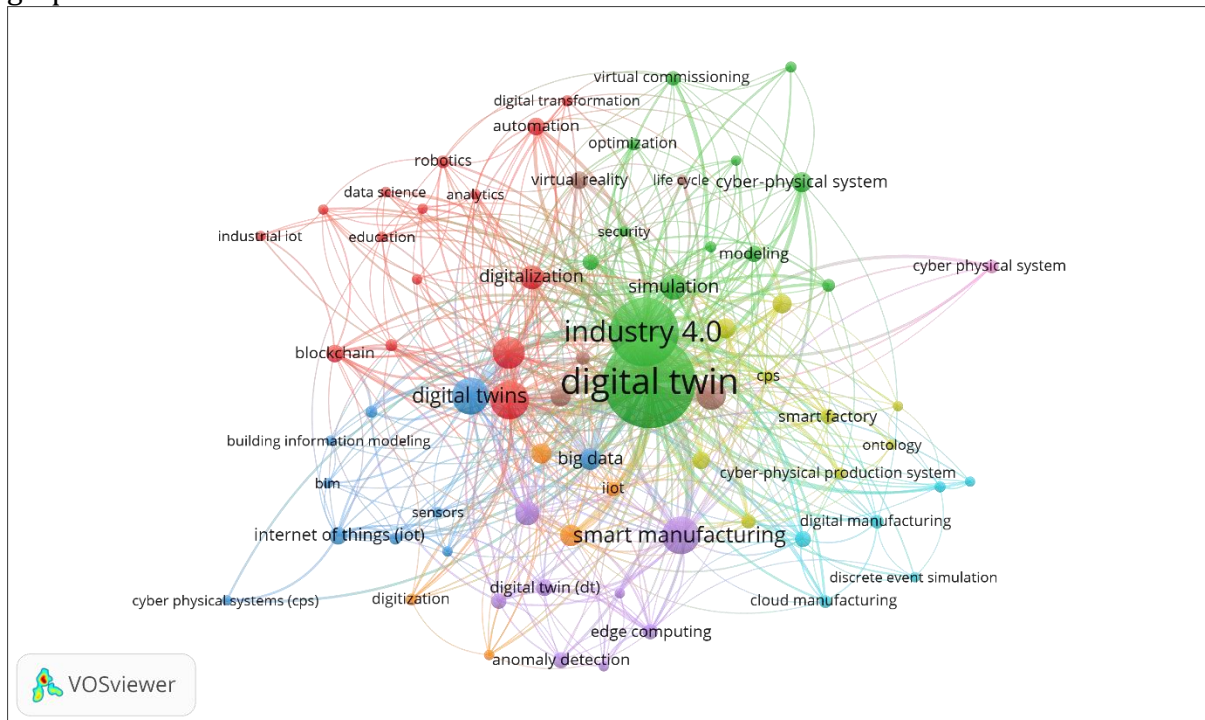 virtual commissioning
digital transformation
automation
optimization
robotics
virtual reality
life cycle
cyber-physical system
data science
analytics
industrial iot
education
security
modeling
cyber physical system
digitalization
simulation
industry 4.0
blockchain
digital twin
cps
digital twins
smart factory
building information modeling
ontology
big data
cyber-physical production system
bim
iiot
sensors
digital manufacturing
internet of things (iot)
smart manufacturing
discrete event simulation
digital twin (dt)
cyber physical systems (cps)
digitization
cloud manufacturing
edge computing
anomaly detection
VOSviewer